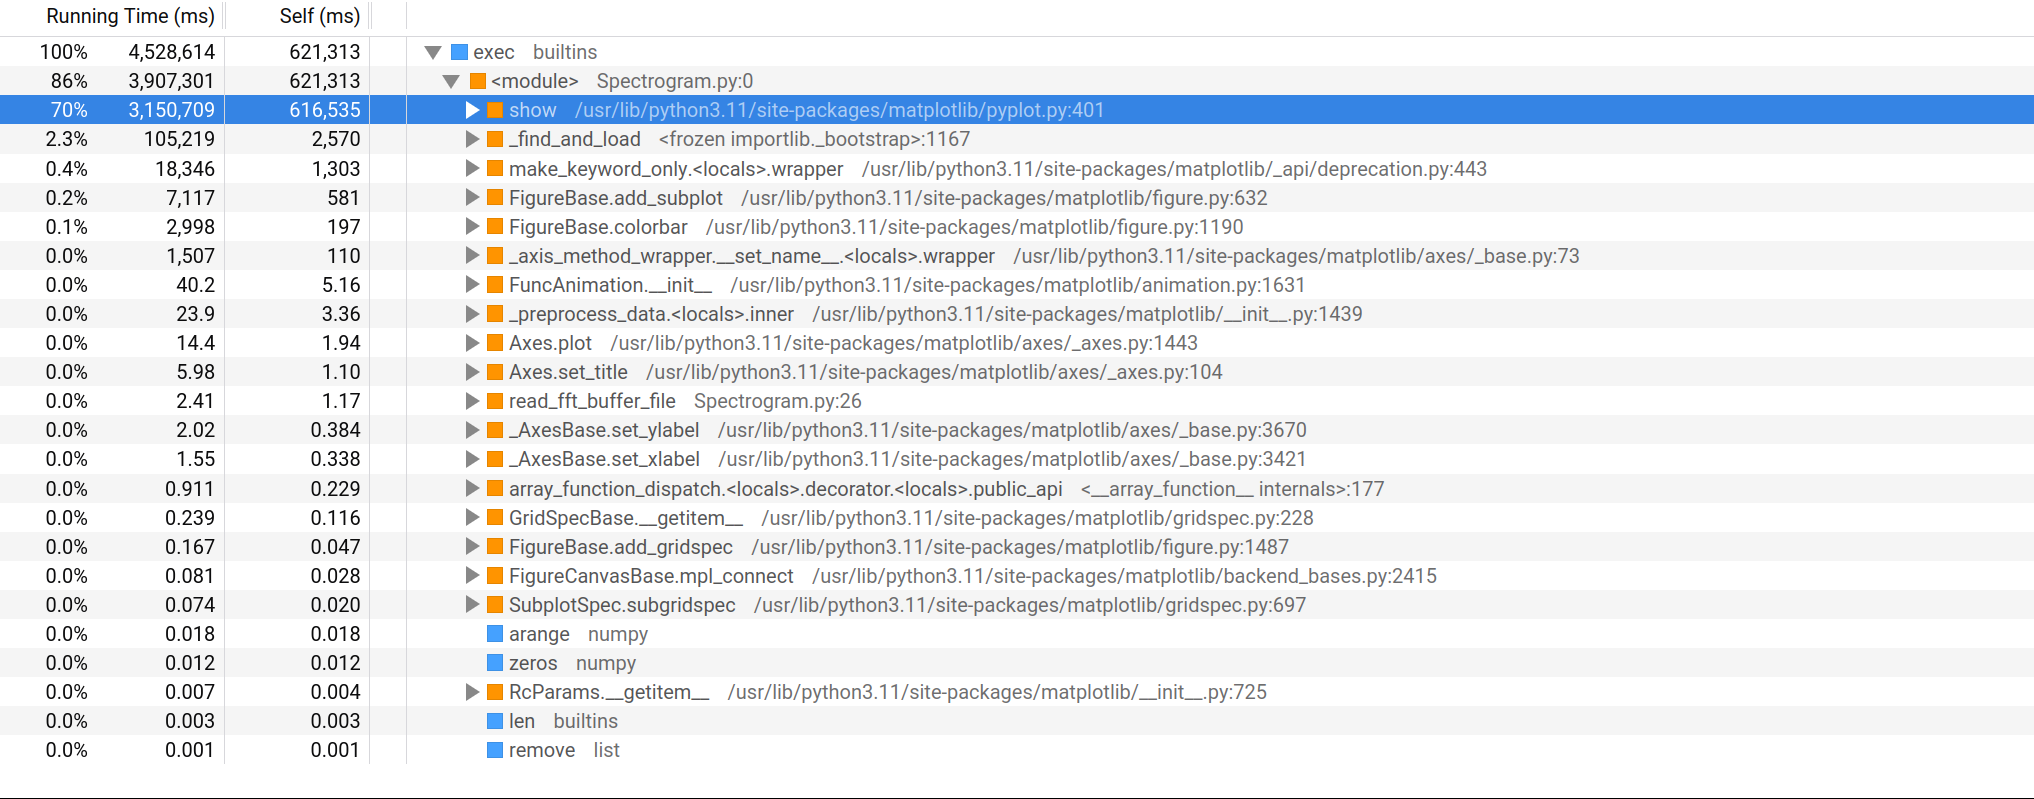 Running Time (ms) Self (ms)
100% 4,528,614 621,313 exec builtins
86% 3,907,301 621,313 <module> Spectrogram.py:0
70% 3,150,709 616,535 show /usr/lib/python3.11/site-packages/matplotlib/pyplot.py:401
2.3% 105,219 2,570 _find_and_load <frozen importlib._bootstrap>:1167
0.4% 18,346 1,303 make_keyword_only.<locals>.wrapper /usr/lib/python3.11/site-packages/matplotlib/_api/deprecation.py:443
0.2% 7,117 581 FigureBase.add_subplot /usr/lib/python3.11/site-packages/matplotlib/figure.py:632
0.1% 2,998 197 FigureBase.colorbar /usr/lib/python3.11/site-packages/matplotlib/figure.py:1190
0.0% 1,507 110 _axis_method_wrapper.__set_name__.<locals>.wrapper /usr/lib/python3.11/site-packages/matplotlib/axes/_base.py:73
0.0% 40.2 5.16 FuncAnimation.__init__ /usr/lib/python3.11/site-packages/matplotlib/animation.py:1631
0.0% 23.9 3.36 _preprocess_data.<locals>.inner /usr/lib/python3.11/site-packages/matplotlib/__init__.py:1439
0.0% 14.4 1.94 Axes.plot /usr/lib/python3.11/site-packages/matplotlib/axes/_axes.py:1443
0.0% 5.98 1.10 Axes.set_title /usr/lib/python3.11/site-packages/matplotlib/axes/_axes.py:104
0.0% 2.41 1.17 read_fft_buffer_file Spectrogram.py:26
0.0% 2.02 0.384 _AxesBase.set_ylabel /usr/lib/python3.11/site-packages/matplotlib/axes/_base.py:3670
0.0% 1.55 0.338 _AxesBase.set_xlabel /usr/lib/python3.11/site-packages/matplotlib/axes/_base.py:3421
0.0% 0.911 0.229 array_function_dispatch.<locals>.decorator.<locals>.public_api <__array_function__ internals>:177
0.0% 0.239 0.116 GridSpecBase.__getitem__ /usr/lib/python3.11/site-packages/matplotlib/gridspec.py:228
0.0% 0.167 0.047 FigureBase.add_gridspec /usr/lib/python3.11/site-packages/matplotlib/figure.py:1487
0.0% 0.081 0.028 FigureCanvasBase.mpl_connect /usr/lib/python3.11/site-packages/matplotlib/backend_bases.py:2415
0.0% 0.074 0.020 SubplotSpec.subgridspec /usr/lib/python3.11/site-packages/matplotlib/gridspec.py:697
0.0% 0.018 0.018 arange numpy
0.0% 0.012 0.012 zeros numpy
0.0% 0.007 0.004 RcParams.__getitem__ /usr/lib/python3.11/site-packages/matplotlib/__init__.py:725
0.0% 0.003 0.003 len builtins
0.0% 0.001 0.001 remove list